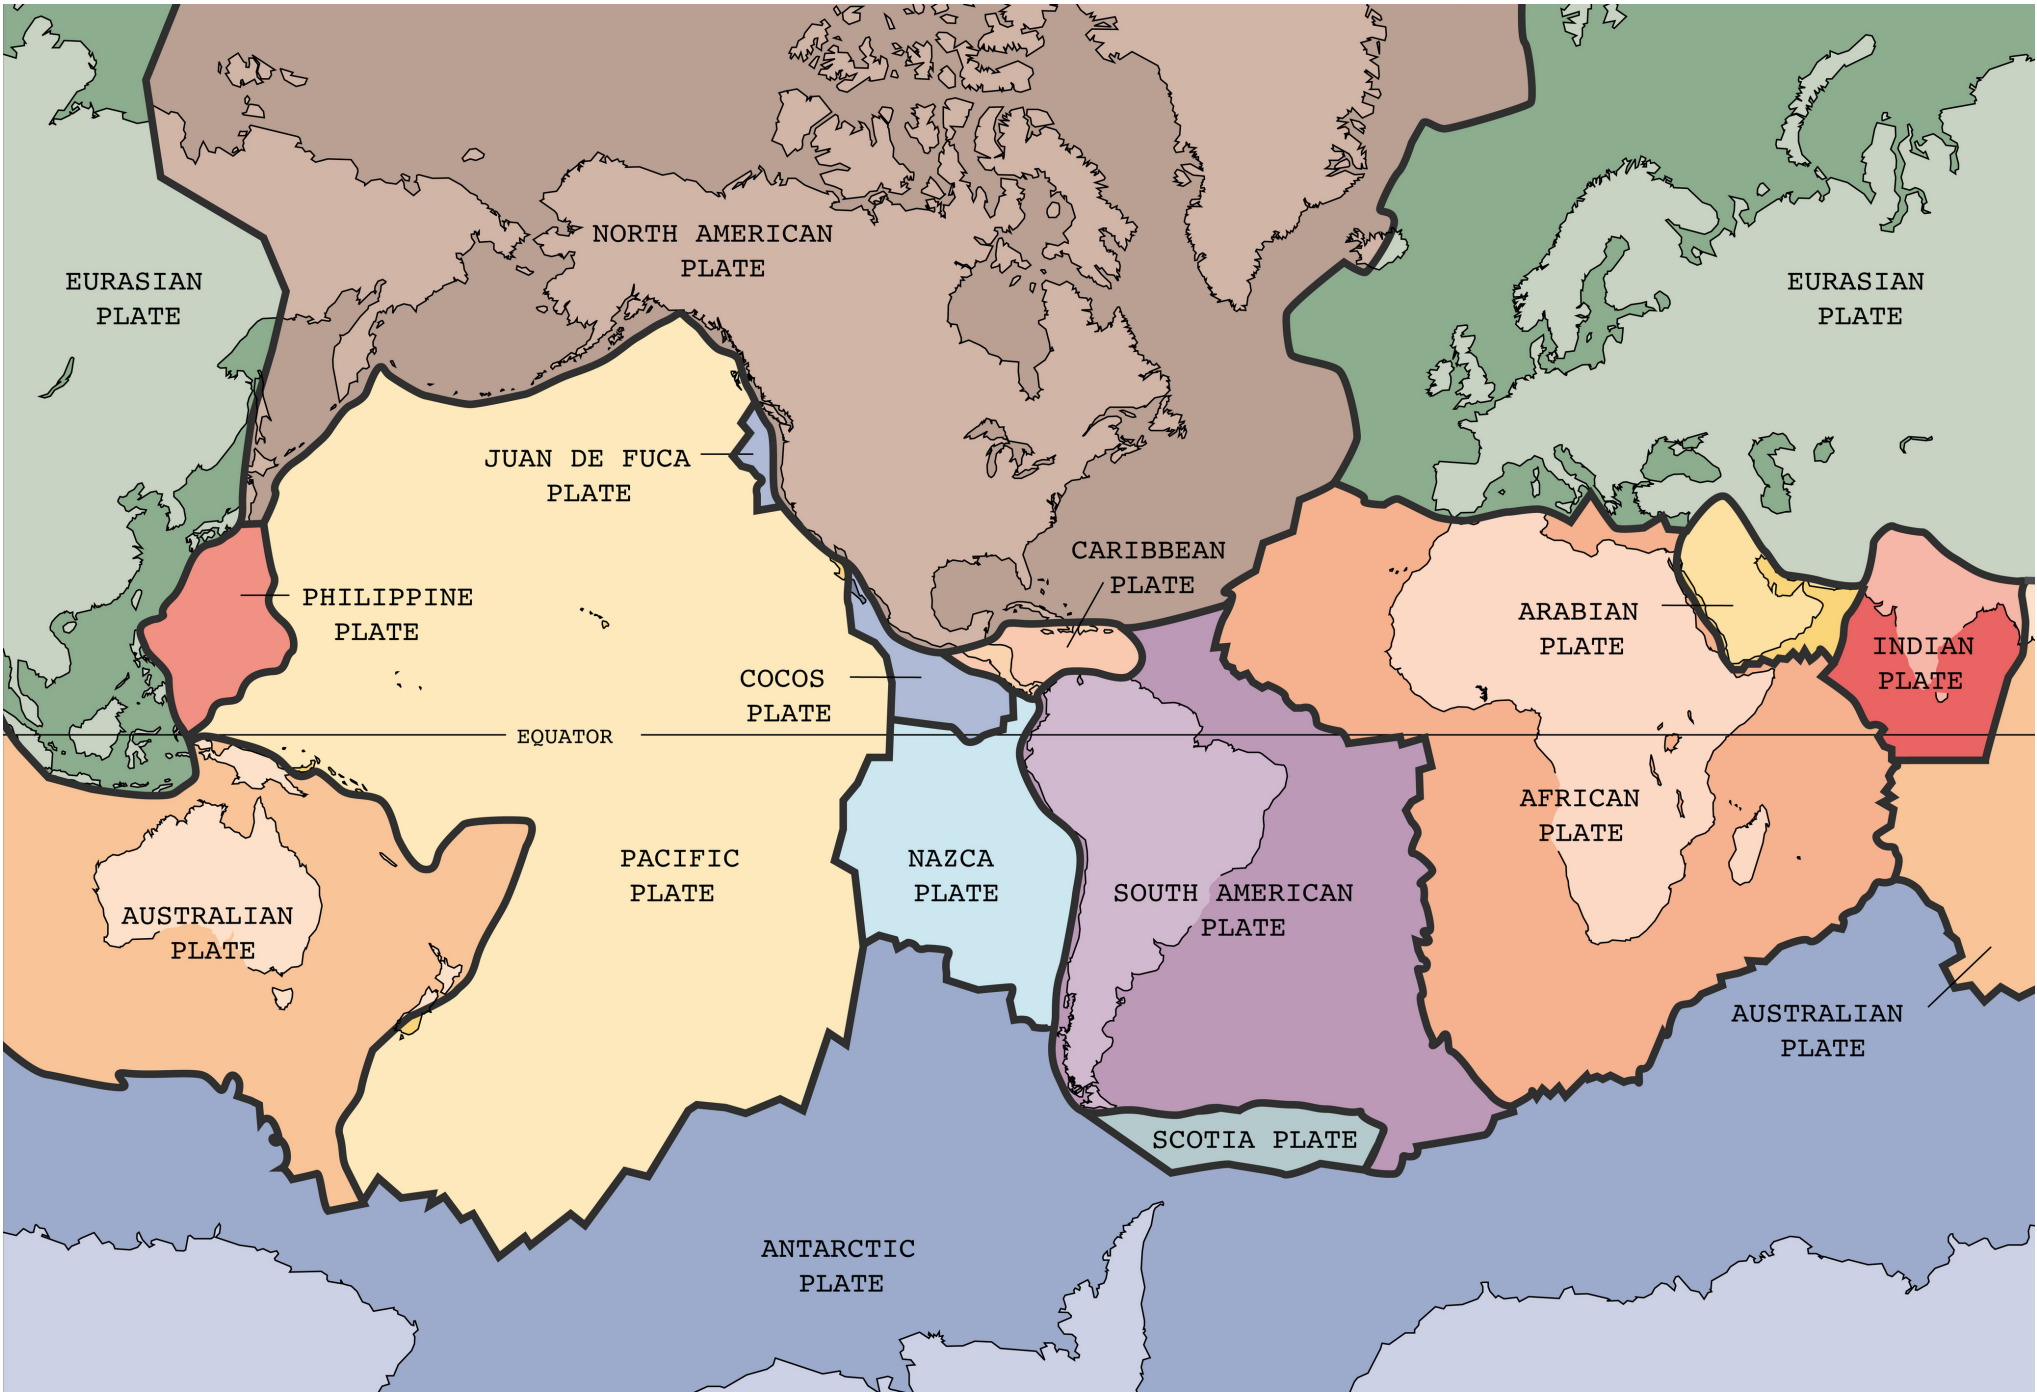 NORTH AMERICAN
PLATE
EURASIAN
PLATE
EURASIAN
PLATE
JUAN DE FUCA
PLATE
CARIBBEAN
PLATE
PHILIPPINE
PLATE
ARABIAN
PLATE
INDIAN
PLATE
COCOS
PLATE
EQUATOR
AFRICAN
PLATE
PACIFIC
PLATE
NAZCA
PLATE
SOUTH AMERICAN
PLATE
AUSTRALIAN
PLATE
AUSTRALIAN
PLATE
SCOTIA PLATE
ANTARCTIC
PLATE